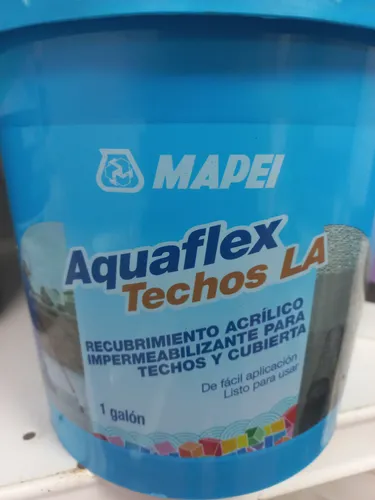 MAPEI
Aquaflex
Techos LA
RECUBRIMIENTO ACRÍLICO
IMPERMEABILIZANTE PARA
TECHOS Y CUBIERTA
De fácil aplicación
Listo para usar
1 galón